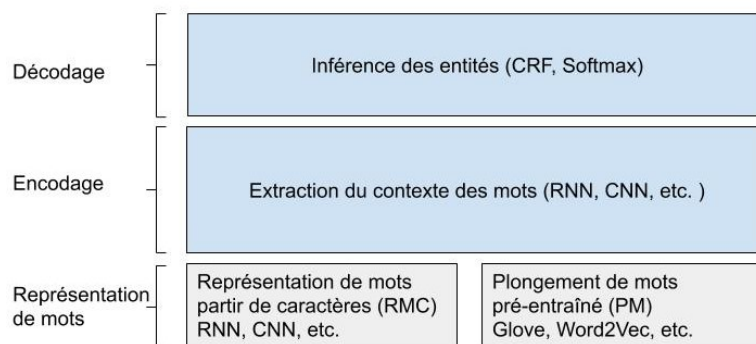 Décodage
Inférence des entités (CRF, Softmax)
Encodage
Extraction du contexte des mots (RNN, CNN, etc. )
Représentation
de mots
Représentation de mots
partir de caractères (RMC)
RNN, CNN, etc.
Plongement de mots
pré-entraîné (PM)
Glove, Word2Vec, etc.